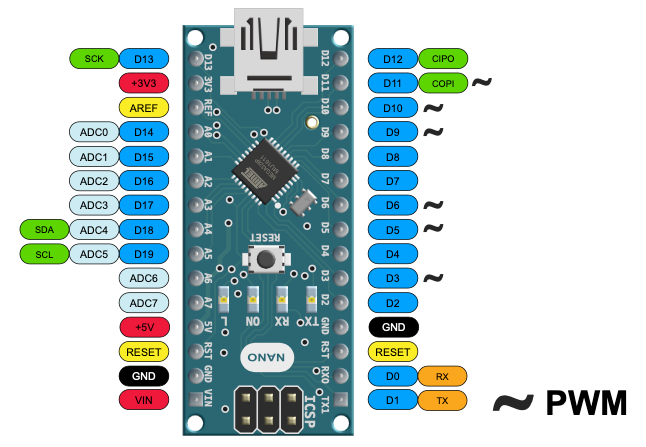 SCK D13 D13 D12 D12 CIPO
+3V3 3V3 D11 D11 COPI ~
AREF REF D10 D10 ~
ADC0 D14 A0 D9 D9 ~
ADC1 D15 A1 D8 D8
ADC2 D16 A2 D7 D7
ADC3 D17 A3 D6 D6 ~
SDA ADC4 D18 A4 D5 D5 ~
SCL ADC5 D19 A5 RESET D4 D4
ADC6 A6 D3 D3 ~
ADC7 A7 D2 D2
L ON RX TX
+5V 5V GND GND
RESET RST NANO RST RESET
GND GND RX0 D0 RX
VIN VIN ICSP TX1 D1 TX
~ PWM